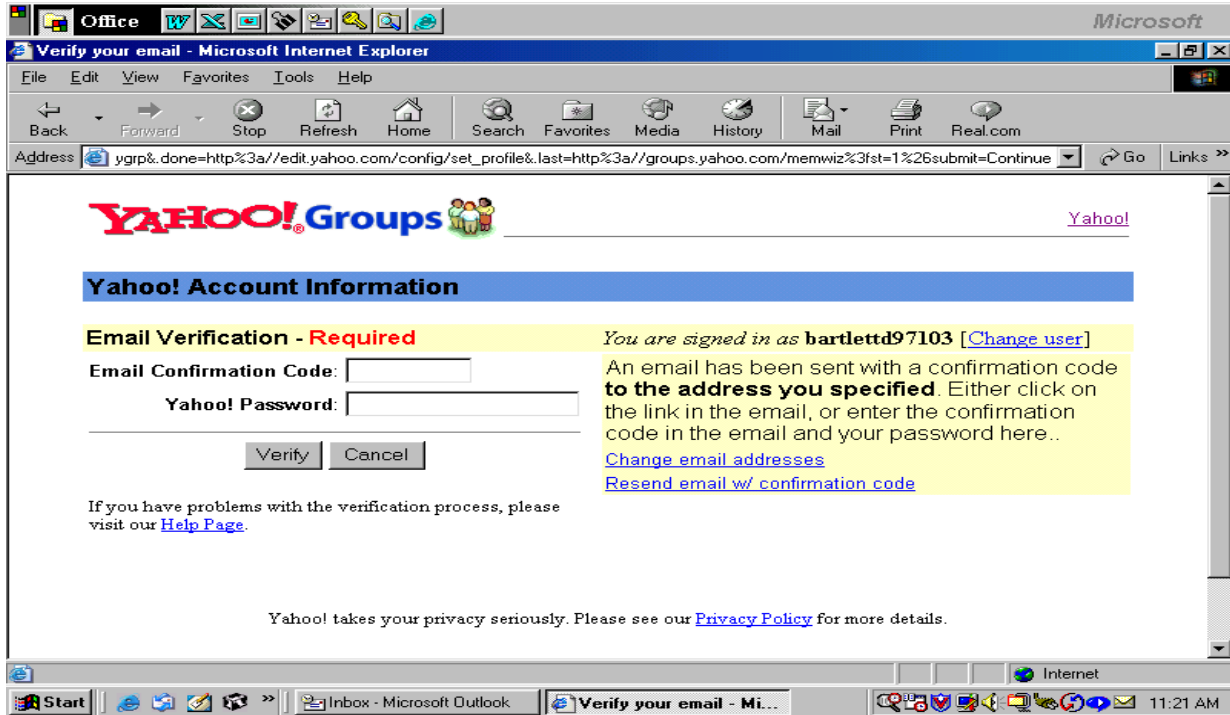 Office Microsoft
Verify your email - Microsoft Internet Explorer
File Edit View Favorites Tools Help
Back Forward Stop Refresh Home Search Favorites Media History Mail Print Real.com
Address ygrp&.done=http%3a//edit.yahoo.com/config/set_profile&.last=http%3a//groups.yahoo.com/memwiz%3fst=1%26submit=Continue Go Links »
YAHOO!® Groups Yahoo!
Yahoo! Account Information
Email Verification - Required
Email Confirmation Code:
Yahoo! Password:
Verify Cancel
If you have problems with the verification process, please
visit our Help Page.
You are signed in as bartlettd97103 [Change user]
An email has been sent with a confirmation code
to the address you specified. Either click on
the link in the email, or enter the confirmation
code in the email and your password here..
Change email addresses
Resend email w/ confirmation code
Yahoo! takes your privacy seriously. Please see our Privacy Policy for more details.
Internet
Start » Inbox - Microsoft Outlook Verify your email - Mi... 11:21 AM